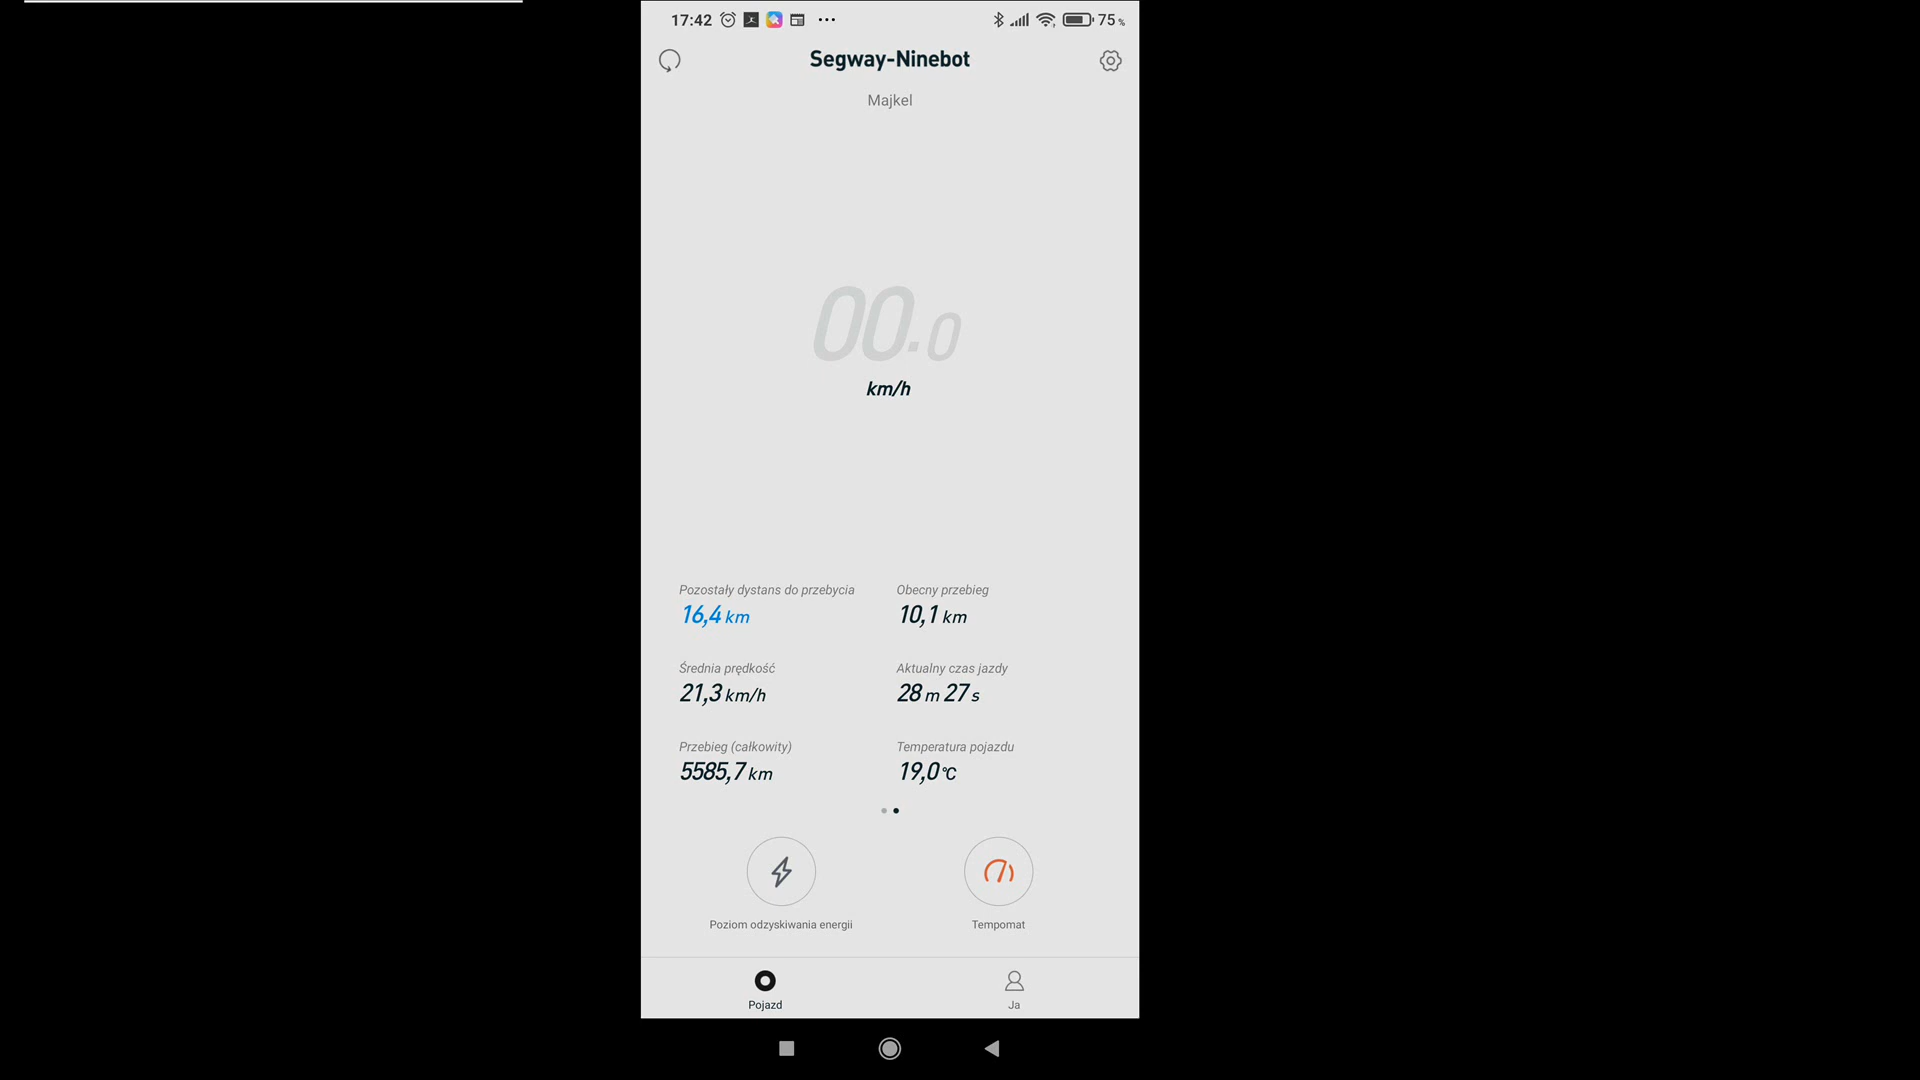 17:42 75 %
Segway-Ninebot
Majkel
00.0
km/h
Pozostały dystans do przebycia Obecny przebieg
16,4 km 10,1 km
Średnia prędkość Aktualny czas jazdy
21,3 km/h 28 m 27 s
Przebieg (całkowity) Temperatura pojazdu
5585,7 km 19,0°C
Poziom odzyskiwania energii Tempomat
Pojazd Ja